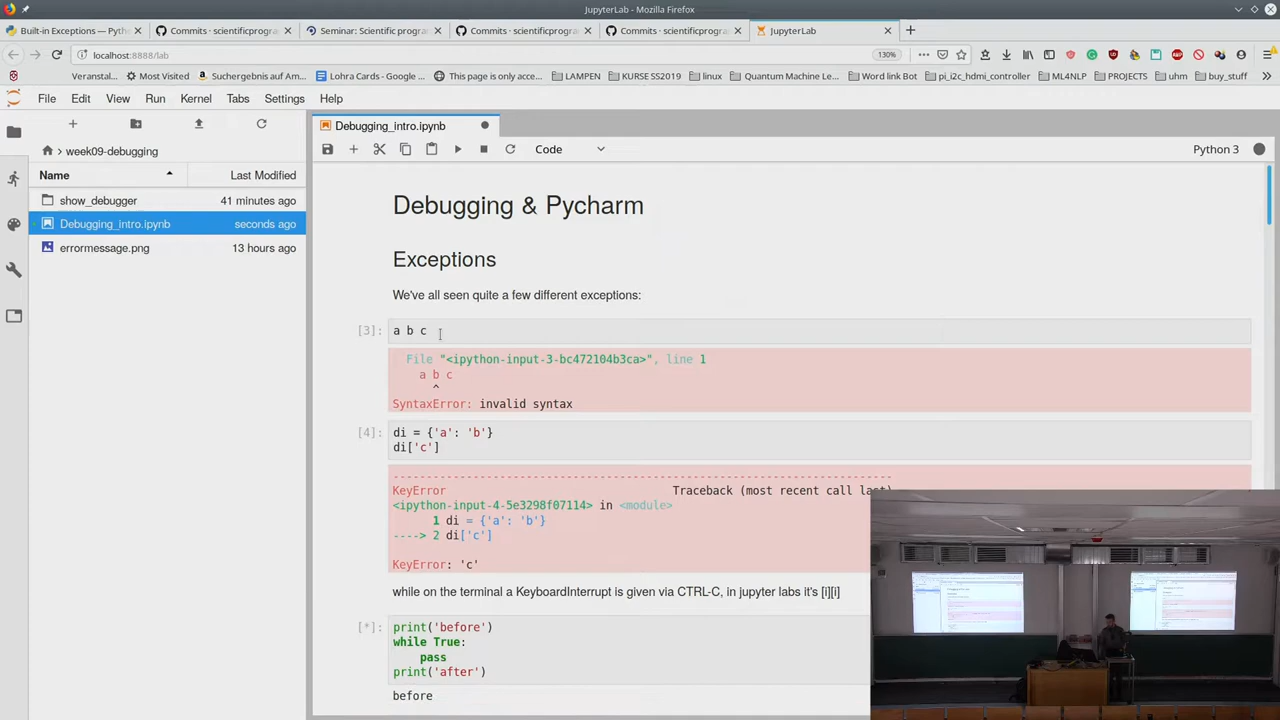 JupyterLab - Mozilla Firefox
Built-in Exceptions — Pyth
Commits · scientificprogra
Seminar: Scientific progra
Commits · scientificprogra
Commits · scientificprogra
JupyterLab
localhost:8888/lab
130%
Veranstal...
Most Visited
Suchergebnis auf Am...
Lohra Cards - Google ...
This page is only acce...
LAMPEN
KURSE SS2019
linux
Quantum Machine Le...
Word link Bot
pi_i2c_hdmi_controller
ML4NLP
PROJECTS
uhm
buy_stuff
File Edit View Run Kernel Tabs Settings Help
Debugging_intro.ipynb
Code
Python 3
week09-debugging
Name Last Modified
show_debugger 41 minutes ago
Debugging_intro.ipynb seconds ago
errormessage.png 13 hours ago
Debugging & Pycharm
Exceptions
We've all seen quite a few different exceptions:
[3]: a b c
File "<ipython-input-3-bc472104b3ca>", line 1
a b c
^
SyntaxError: invalid syntax
[4]: di = {'a': 'b'}
di['c']
---------------------------------------------------------------------------
KeyError Traceback (most recent call last)
<ipython-input-4-5e3298f07114> in <module>
1 di = {'a': 'b'}
----> 2 di['c']
KeyError: 'c'
while on the terminal a KeyboardInterrupt is given via CTRL-C, in jupyter labs it's [i][i]
[*]: print('before')
while True:
pass
print('after')
before